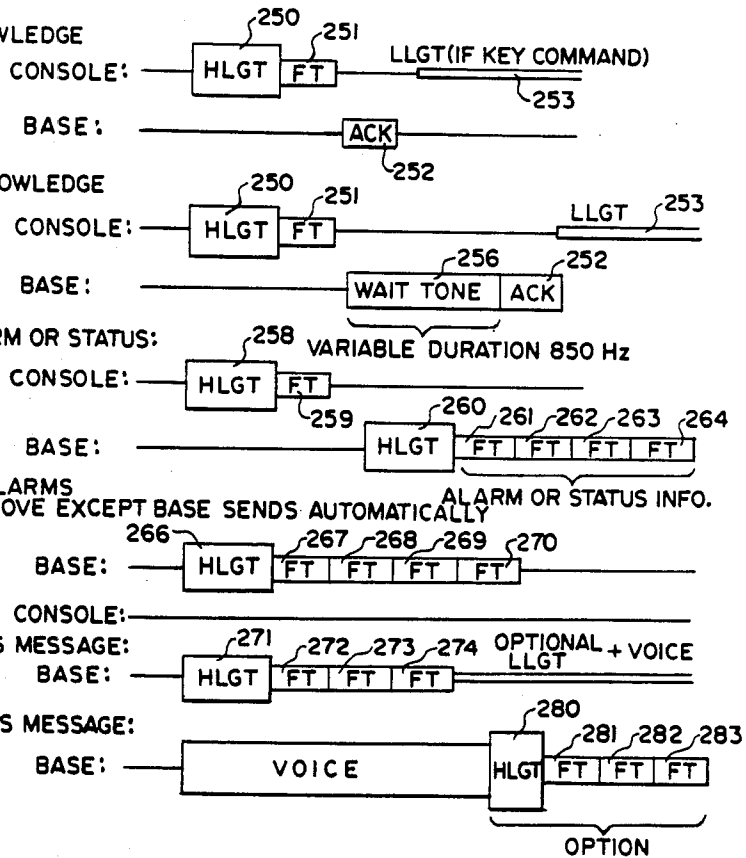 WLEDGE
250
251
CONSOLE:
HLGT
FT
LLGT(IF KEY COMMAND)
253
BASE:
ACK
252
OWLEDGE
250
251
CONSOLE:
HLGT
FT
LLGT
253
256
252
BASE:
WAIT TONE
ACK
VARIABLE DURATION 850 Hz
RM OR STATUS:
258
CONSOLE:
HLGT
FT
259
260
261
262
263
264
BASE:
HLGT
FT
FT
FT
FT
ALARM OR STATUS INFO.
LARMS
OVE EXCEPT BASE SENDS AUTOMATICALLY
266
267
268
269
270
BASE:
HLGT
FT
FT
FT
FT
CONSOLE:
S MESSAGE:
271
272
273
274
OPTIONAL
LLGT + VOICE
BASE:
HLGT
FT
FT
FT
S MESSAGE:
280
281
282
283
BASE:
VOICE
HLGT
FT
FT
FT
OPTION